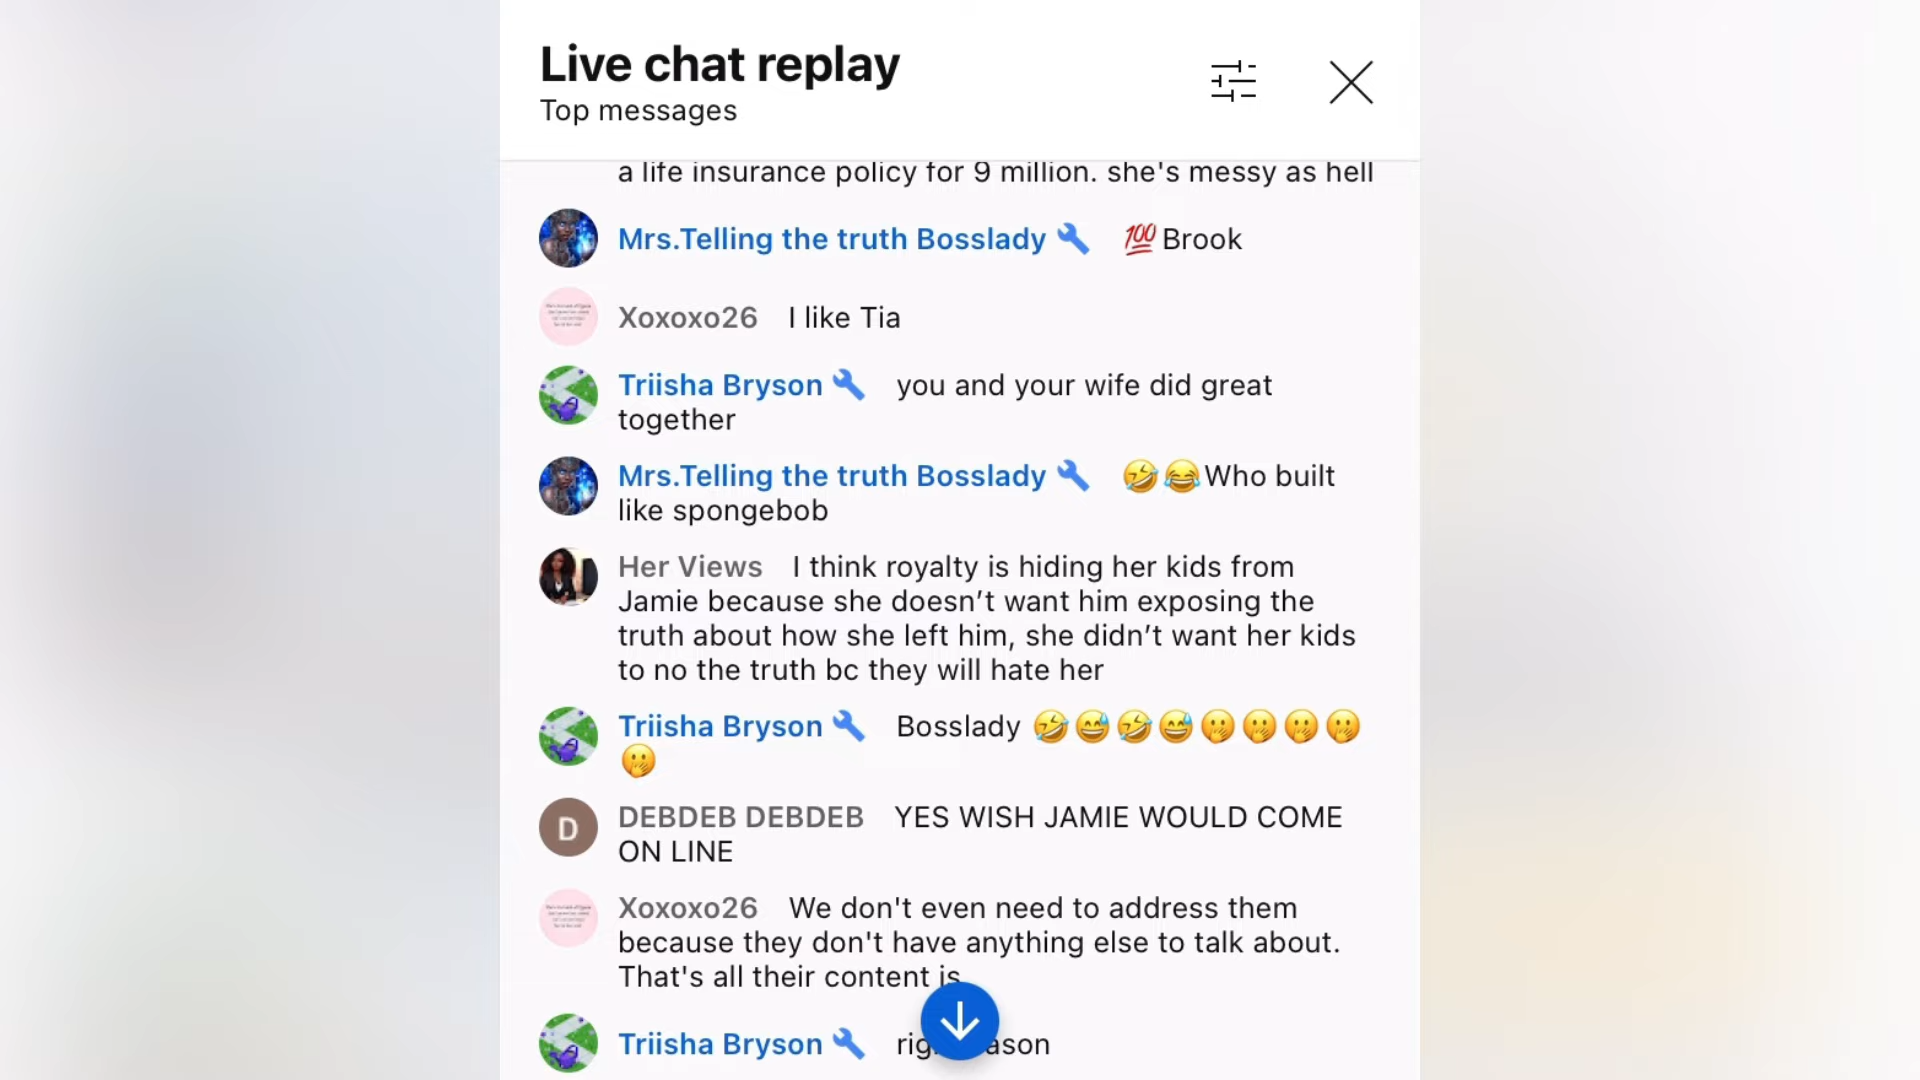 Live chat replay
Top messages
a life insurance policy for 9 million. she's messy as hell
Mrs.Telling the truth Bosslady 🔧 💯Brook
Xoxoxo26 I like Tia
Triisha Bryson 🔧 you and your wife did great
together
Mrs.Telling the truth Bosslady 🔧 🤣😂Who built
like spongebob
Her Views I think royalty is hiding her kids from
Jamie because she doesn’t want him exposing the
truth about how she left him, she didn’t want her kids
to no the truth bc they will hate her
Triisha Bryson 🔧 Bosslady 🤣😅🤣😅🤭🤭🤭🤭
🤭
D
DEBDEB DEBDEB YES WISH JAMIE WOULD COME
ON LINE
Xoxoxo26 We don't even need to address them
because they don't have anything else to talk about.
That's all their content is
Triisha Bryson 🔧